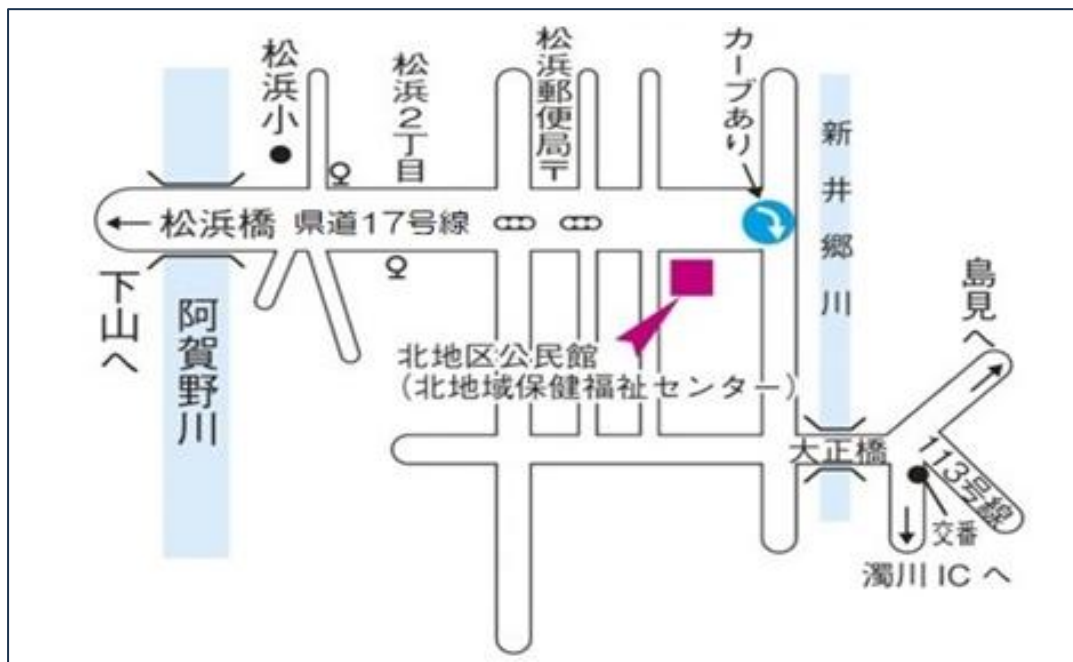 松浜小
松浜2丁目
松浜郵便局〒
カーブあり
新井郷川
松浜橋
県道17号線
下山へ
阿賀野川
島見へ
北地区公民館
（北地域保健福祉センター）
大正橋
113号線
交番
濁川 IC へ